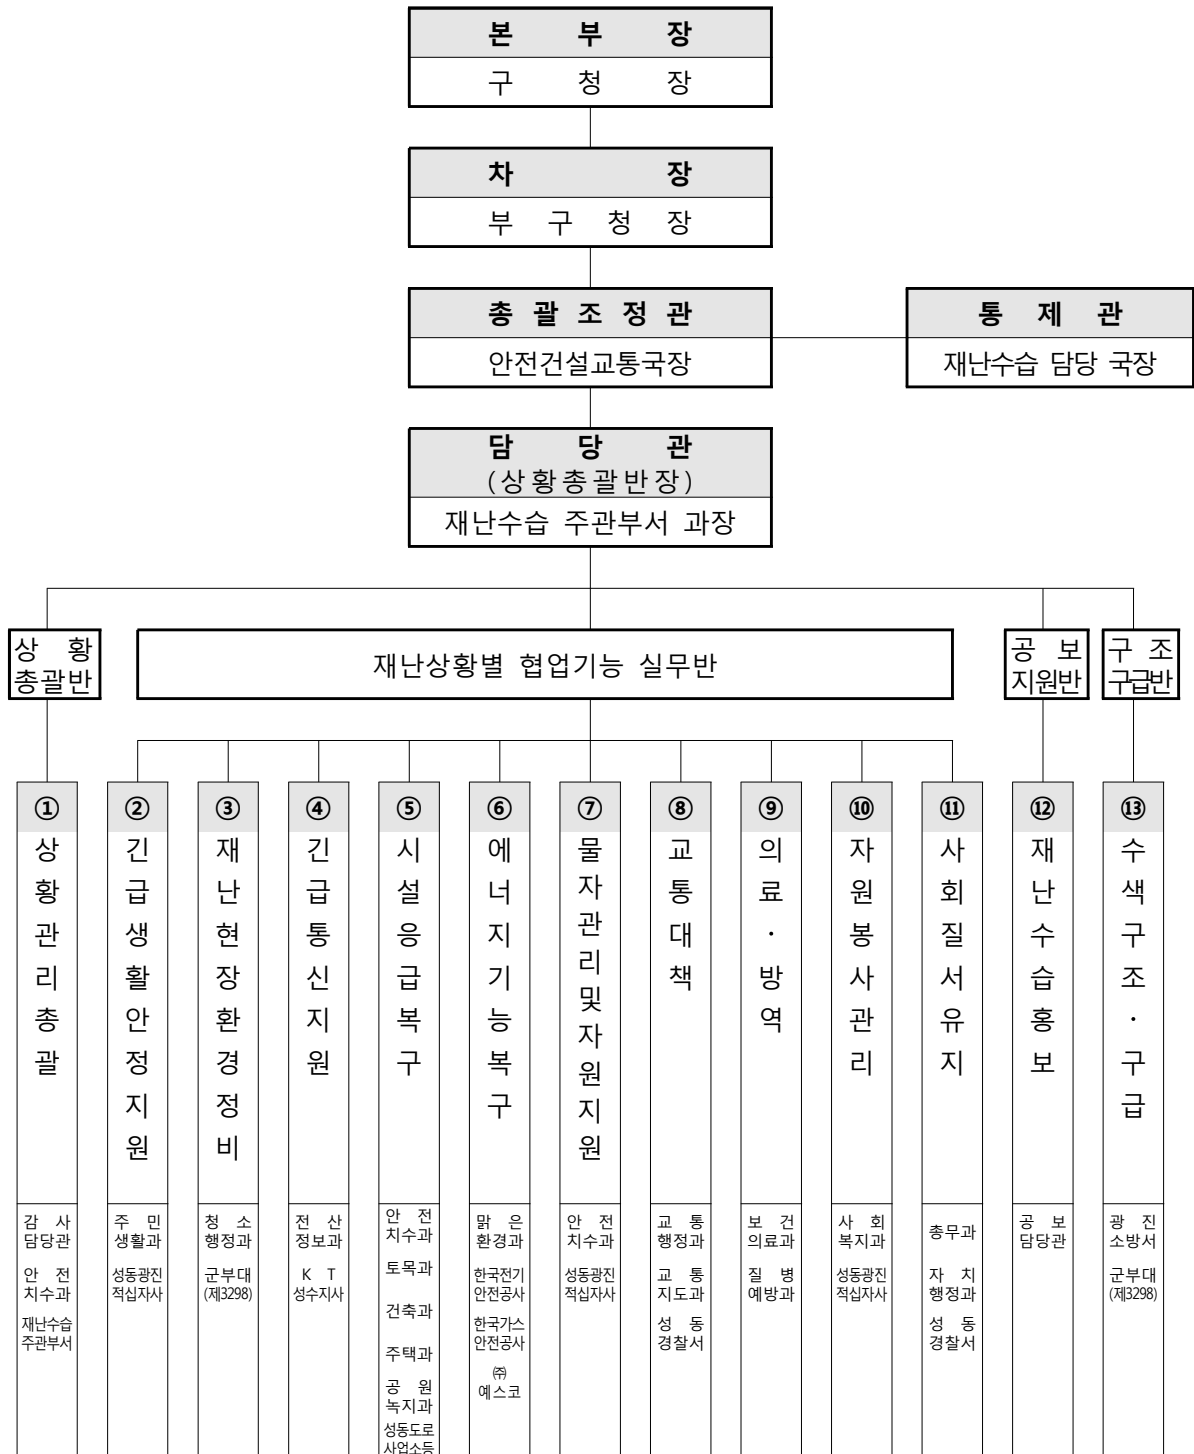 본 부 장
구 청 장
차 장
부 구 청 장
총 괄 조 정 관
안전건설교통국장
통 제 관
재난수습 담당 국장
담 당 관
(상황총괄반장)
재난수습 주관부서 과장
상 황
총괄반
재난상황별 협업기능 실무반
공 보
지원반
구 조
구급반
①
상황관리총괄
감 사
담당관
안 전
치수과
재난수습
주관부서
②
긴급생활안정지원
주 민
생활과
성동광진
적십자사
③
재난현장환경정비
청 소
행정과
군부대
(제3298)
④
긴급통신지원
전 산
정보과
K T
성수지사
⑤
시설응급복구
안 전
치수과
토목과
건축과
주택과
공 원
녹지과
성동도로
사업소등
⑥
에너지기능복구
맑 은
환경과
한국전기
안전공사
한국가스
안전공사
㈜
예스코
⑦
물자관리및자원지원
안 전
치수과
성동광진
적십자사
⑧
교통대책
교 통
행정과
교 통
지도과
성 동
경찰서
⑨
의료·방역
보 건
의료과
질 병
예방과
⑩
자원봉사관리
사 회
복지과
성동광진
적십자사
⑪
사회질서유지
총무과
자 치
행정과
성 동
경찰서
⑫
재난수습홍보
공 보
담당관
⑬
수색구조·구급
광 진
소방서
군부대
(제3298)